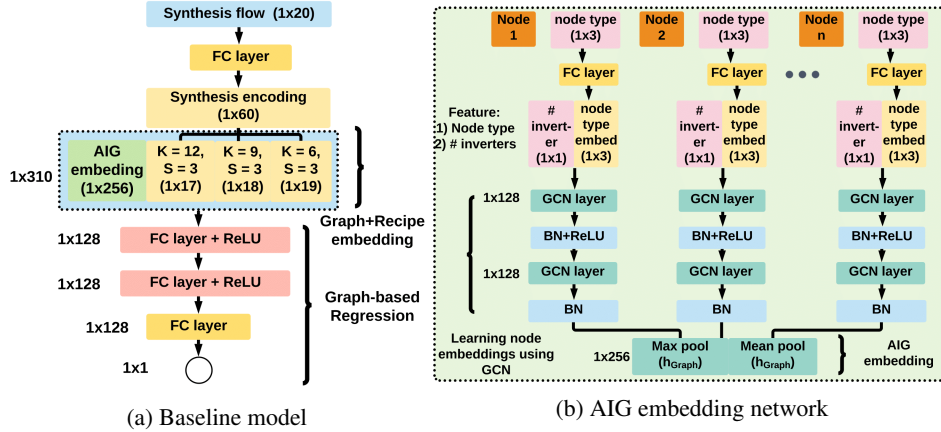 Synthesis flow (1x20)
FC layer
Synthesis encoding
(1x60)
AIG
embeding
(1x256)
K = 12,
S = 3
(1x17)
K = 9,
S = 3
(1x18)
K = 6,
S = 3
(1x19)
1x310
Graph+Recipe
embedding
1x128
FC layer + ReLU
1x128
FC layer + ReLU
1x128
FC layer
1x1
Graph-based
Regression
(a) Baseline model
Node
1
node type
(1x3)
Node
2
node type
(1x3)
Node
n
node type
(1x3)
FC layer
FC layer
FC layer
Feature:
1) Node type
2) # inverters
#
invert-
er
(1x1)
node
type
embed
(1x3)
#
invert-
er
(1x1)
node
type
embed
(1x3)
#
invert-
er
(1x1)
node
type
embed
(1x3)
1x128
GCN layer
GCN layer
GCN layer
BN+ReLU
BN+ReLU
BN+ReLU
1x128
GCN layer
GCN layer
GCN layer
BN
BN
BN
Learning node
embeddings using
GCN
1x256
Max pool
(hGraph)
Mean pool
(hGraph)
AIG
embedding
(b) AIG embedding network